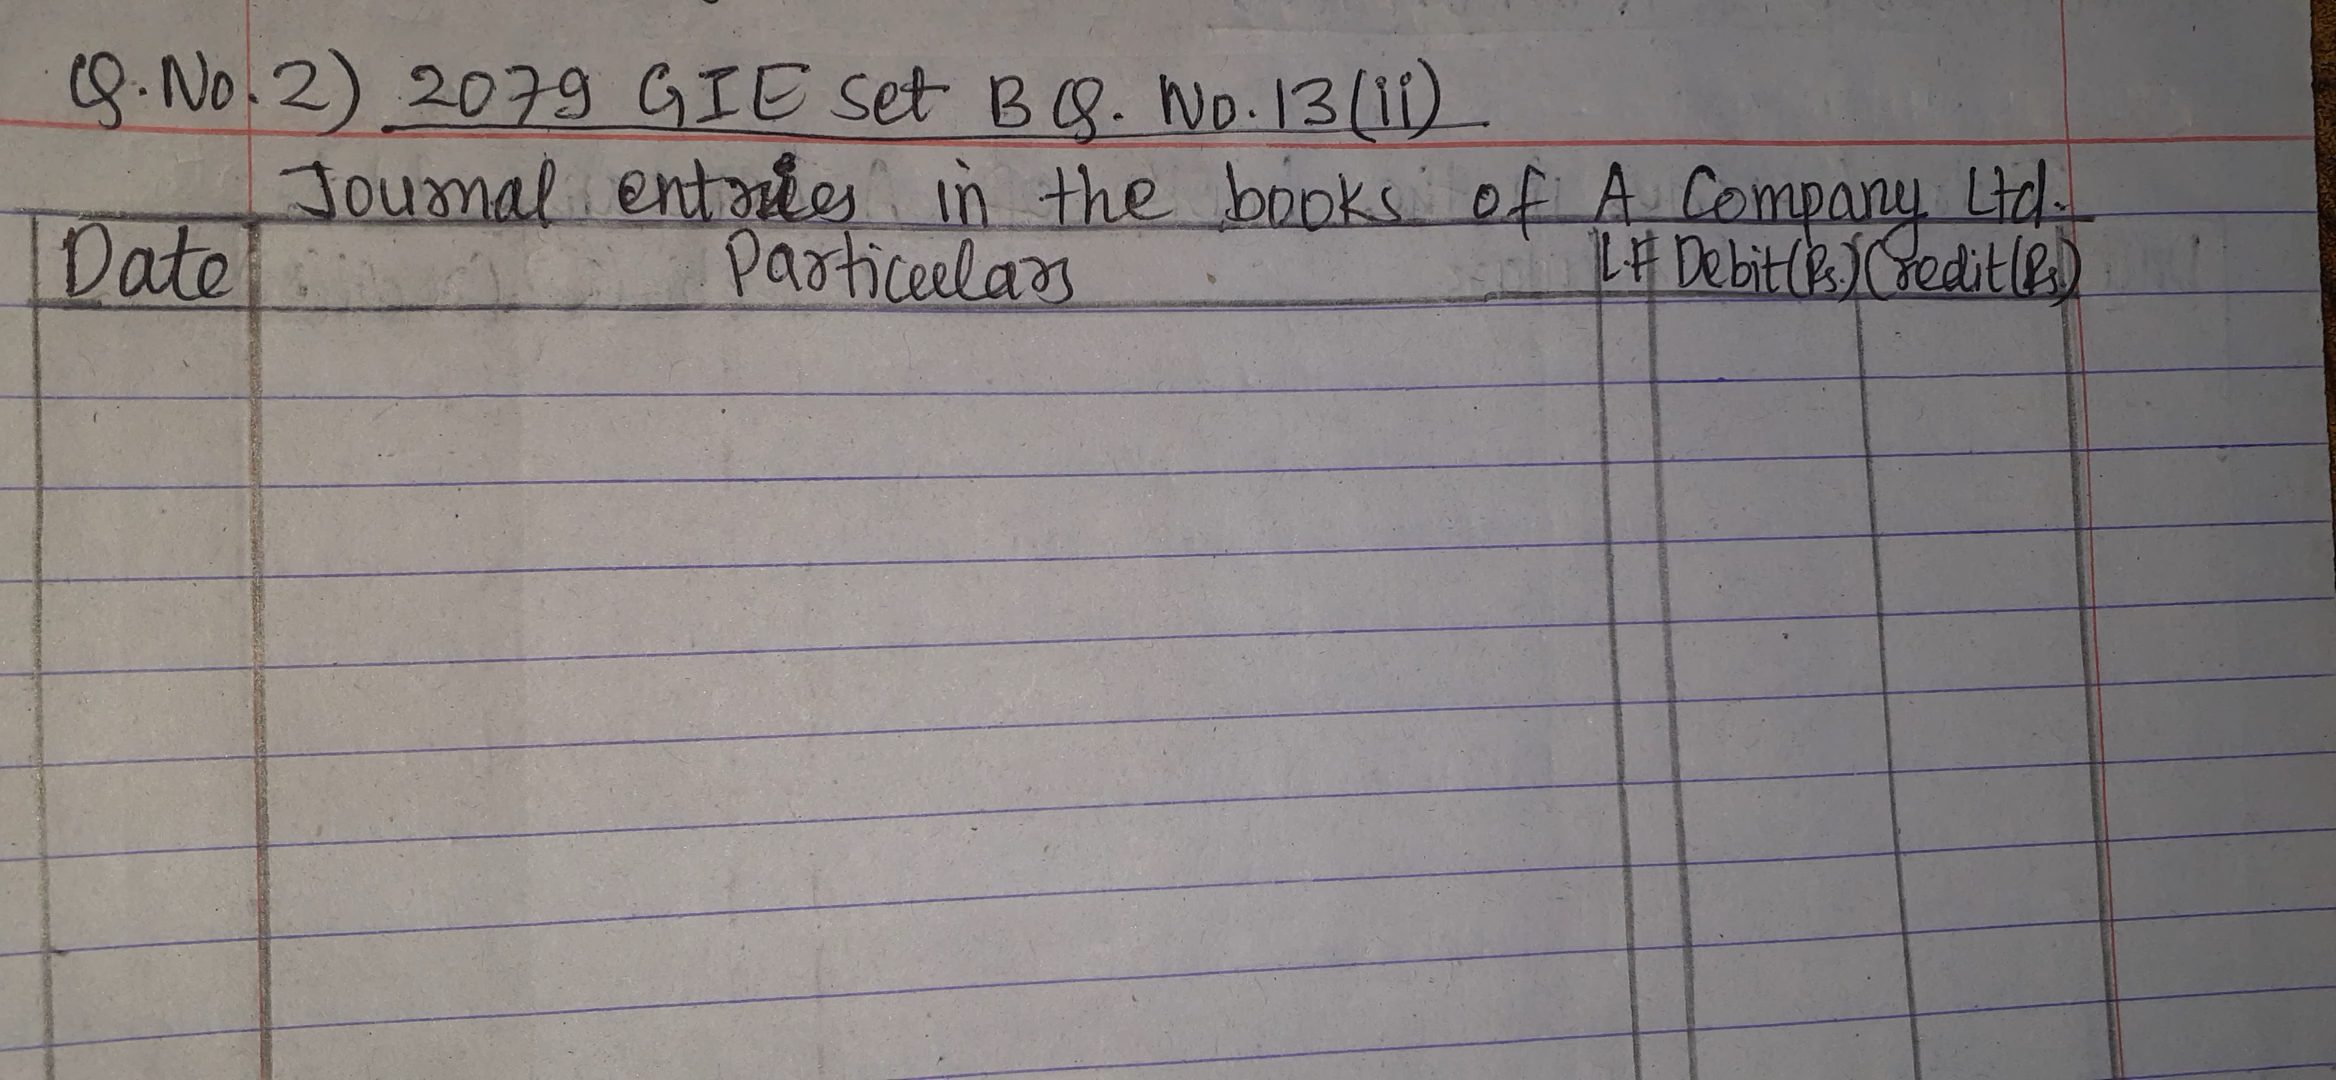 Q.No.2) 2079 GIE Set B Q. No.13(ii)
Journal entries in the books of A Company Ltd.
Date Particulars L.F Debit(Rs.) Credit(Rs.)